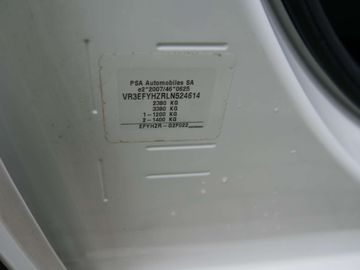 PSA Automobiles SA
e2*2007/46*0625
VR3EFYHZRLN524614
2380 KG
3380 KG
1-1200 KG
2-1400 KG
EFYHZR-G2F022